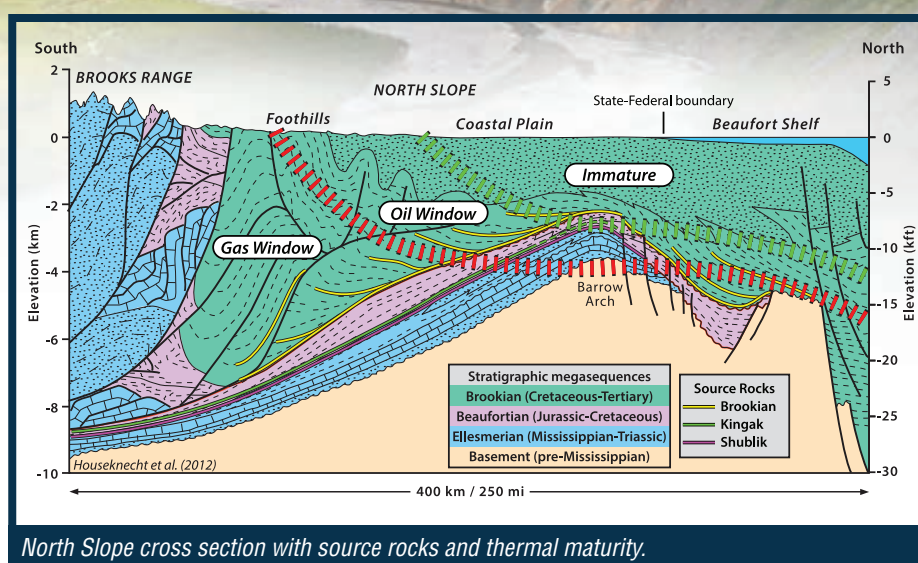 South
North
BROOKS RANGE
NORTH SLOPE
State-Federal boundary
Foothills
Coastal Plain
Beaufort Shelf
Immature
Oil Window
Gas Window
Barrow
Arch
Elevation (km)
2
0
-2
-4
-6
-8
-10
Elevation (kft)
5
0
-5
-10
-15
-20
-25
-30
Stratigraphic megasequences
Brookian (Cretaceous-Tertiary)
Beaufortian (Jurassic-Cretaceous)
Ellesmerian (Mississippian-Triassic)
Basement (pre-Mississippian)
Source Rocks
Brookian
Kingak
Shublik
Houseknecht et al. (2012)
400 km / 250 mi
North Slope cross section with source rocks and thermal maturity.